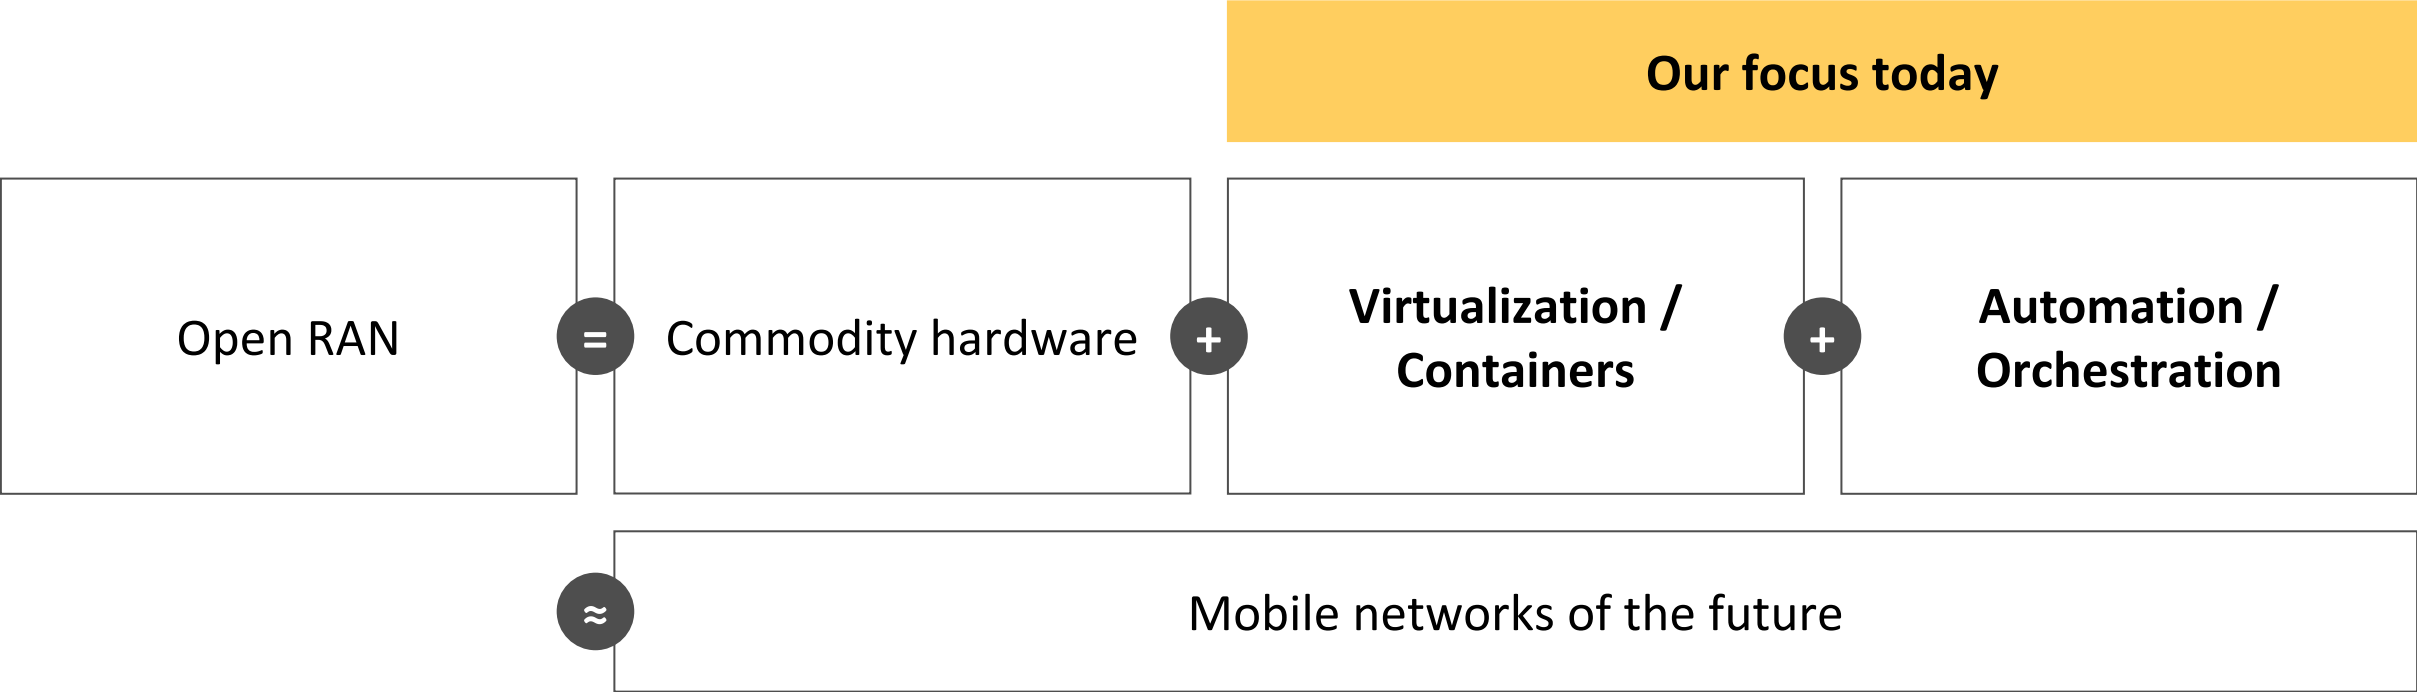 Our focus today
Open RAN
=
Commodity hardware
+
Virtualization /
Containers
+
Automation /
Orchestration
≈
Mobile networks of the future